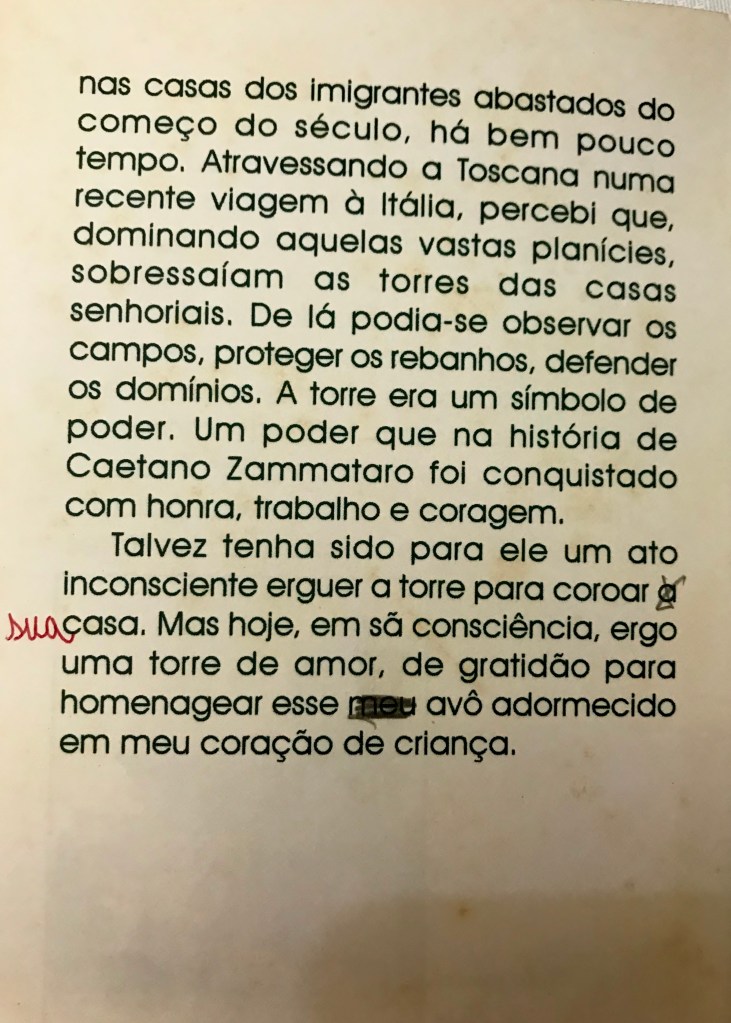 nas casas dos imigrantes abastados do
começo do século, há bem pouco
tempo. Atravessando a Toscana numa
recente viagem à Itália, percebi que,
dominando aquelas vastas planícies,
sobressaíam as torres das casas
senhoriais. De lá podia-se observar os
campos, proteger os rebanhos, defender
os domínios. A torre era um símbolo de
poder. Um poder que na história de
Caetano Zammataro foi conquistado
com honra, trabalho e coragem.
Talvez tenha sido para ele um ato
inconsciente erguer a torre para coroar a
sua casa. Mas hoje, em sã consciência, ergo
uma torre de amor, de gratidão para
homenagear esse meu avô adormecido
em meu coração de criança.